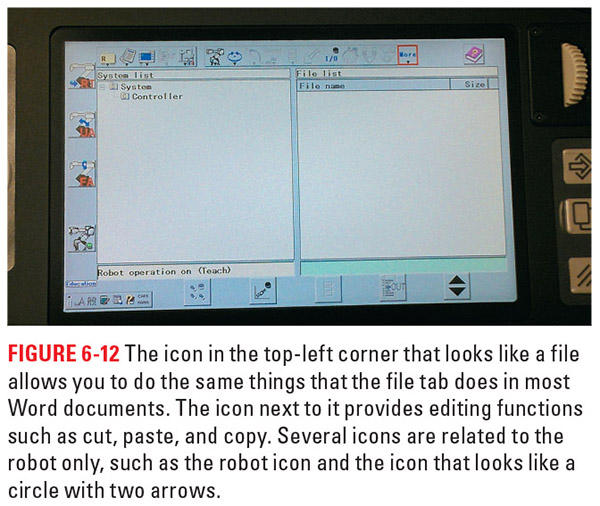 R
I/O
More
System list
File list
System
File name
Size
Controller
Robot operation on (Teach)
Education
A 般
CAPS
KANA
OUT
FIGURE 6-12 The icon in the top-left corner that looks like a file
allows you to do the same things that the file tab does in most
Word documents. The icon next to it provides editing functions
such as cut, paste, and copy. Several icons are related to the
robot only, such as the robot icon and the icon that looks like a
circle with two arrows.